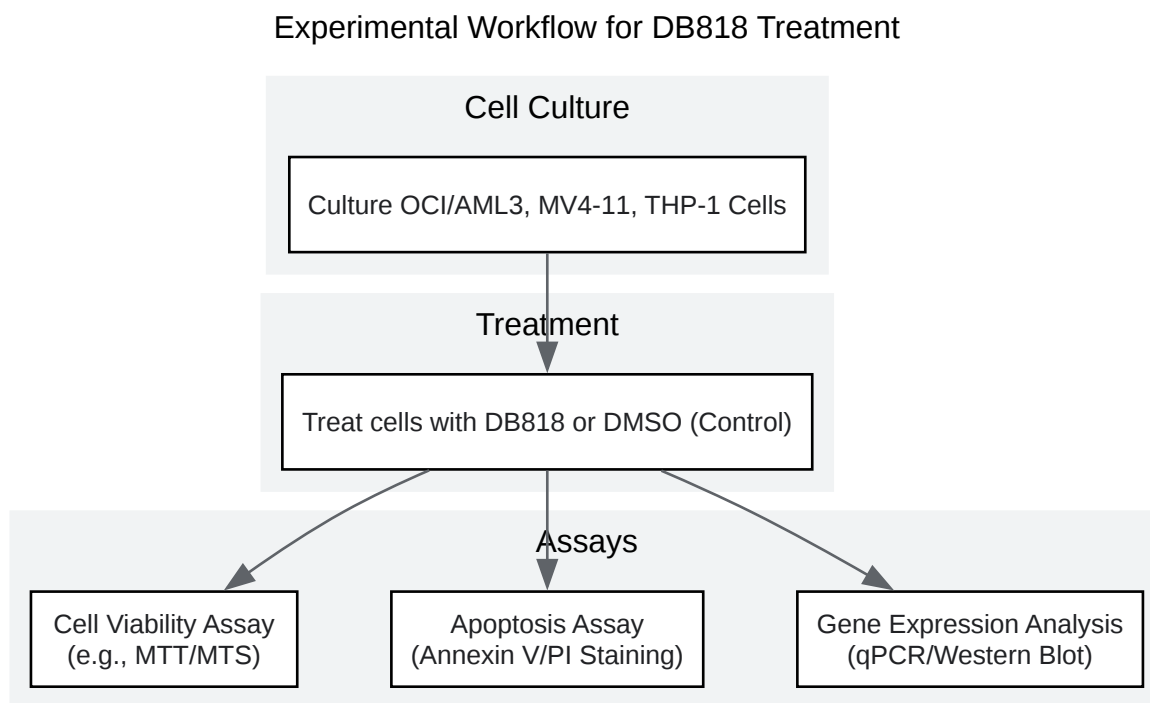 Experimental Workflow for DB818 Treatment
Cell Culture
Culture OCI/AML3, MV4-11, THP-1 Cells
Treatment
Treat cells with DB818 or DMSO (Control)
Assays
Cell Viability Assay
(e.g., MTT/MTS)
Apoptosis Assay
(Annexin V/PI Staining)
Gene Expression Analysis
(qPCR/Western Blot)